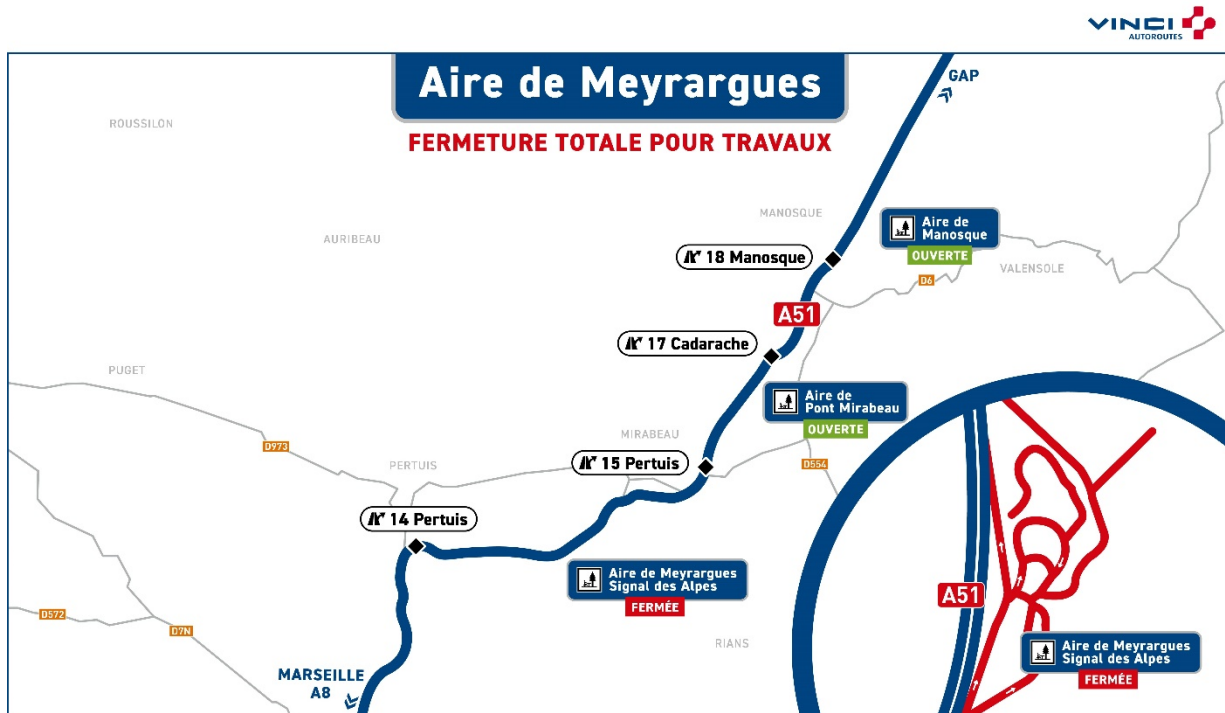 VINCI
AUTOROUTES
Aire de Meyrargues
FERMETURE TOTALE POUR TRAVAUX
GAP
ROUSSILON
MANOSQUE
Aire de
Manosque
OUVERTE
AURIBEAU
18 Manosque
VALENSOLE
D6
A51
17 Cadarache
PUGET
Aire de
Pont Mirabeau
OUVERTE
MIRABEAU
D973
PERTUIS
15 Pertuis
D554
14 Pertuis
Aire de Meyrargues
Signal des Alpes
FERMÉE
A51
D572
D7N
RIANS
Aire de Meyrargues
Signal des Alpes
FERMÉE
MARSEILLE
A8